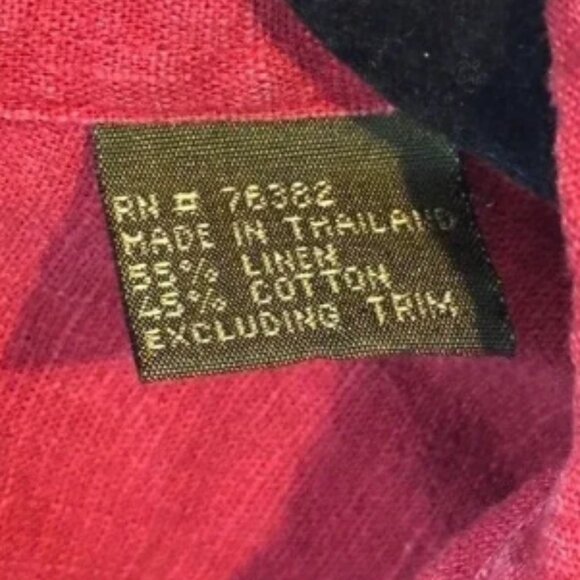 RN # 76382
MADE IN THAILAND
55% LINEN
45% COTTON
EXCLUDING TRIM